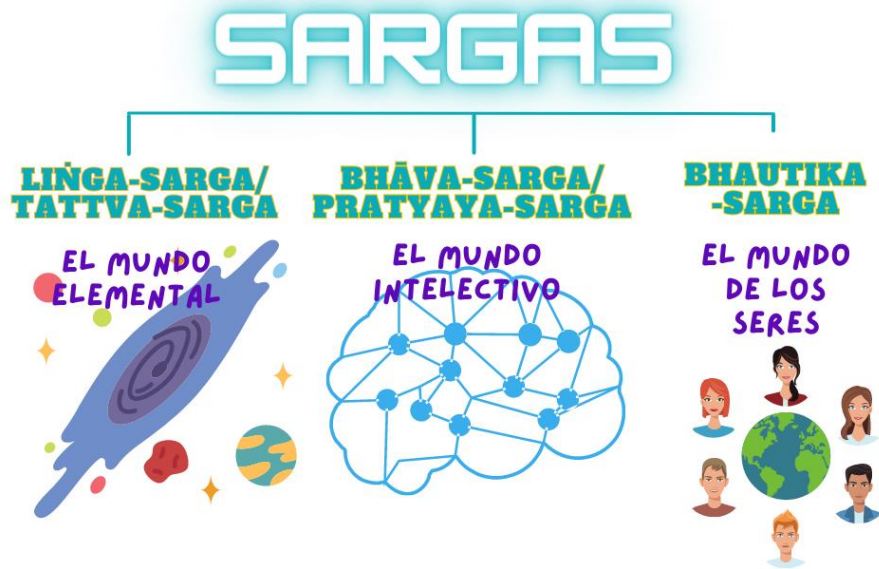 SARGAS
LIṄGA-SARGA/
TATTVA-SARGA
EL MUNDO
ELEMENTAL
BHĀVA-SARGA/
PRATYAYA-SARGA
EL MUNDO
INTELECTIVO
BHAUTIKA
-SARGA
EL MUNDO
DE LOS
SERES